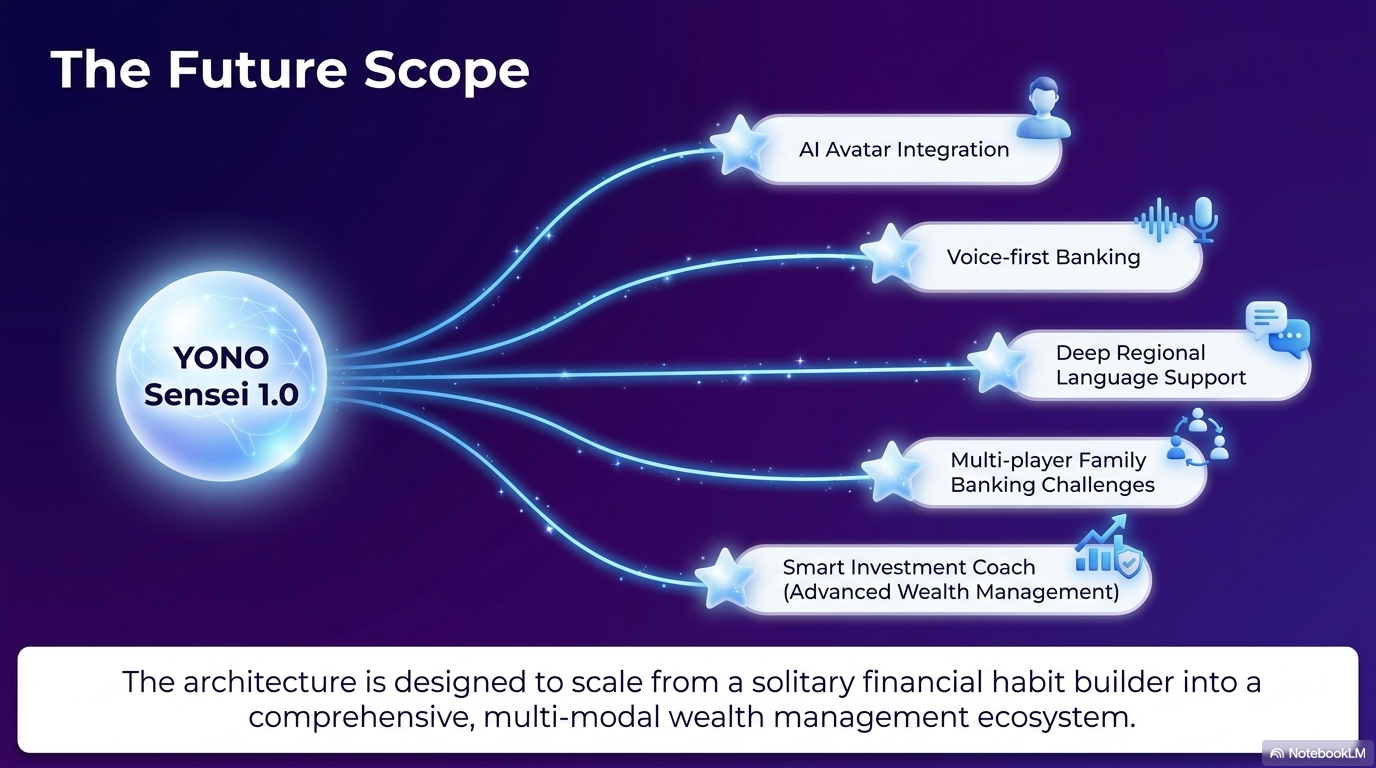 The Future Scope
AI Avatar Integration
Voice-first Banking
YONO
Sensei 1.0
Deep Regional
Language Support
Multi-player Family
Banking Challenges
Smart Investment Coach
(Advanced Wealth Management)
The architecture is designed to scale from a solitary financial habit builder into a
comprehensive, multi-modal wealth management ecosystem.
NotebookLM